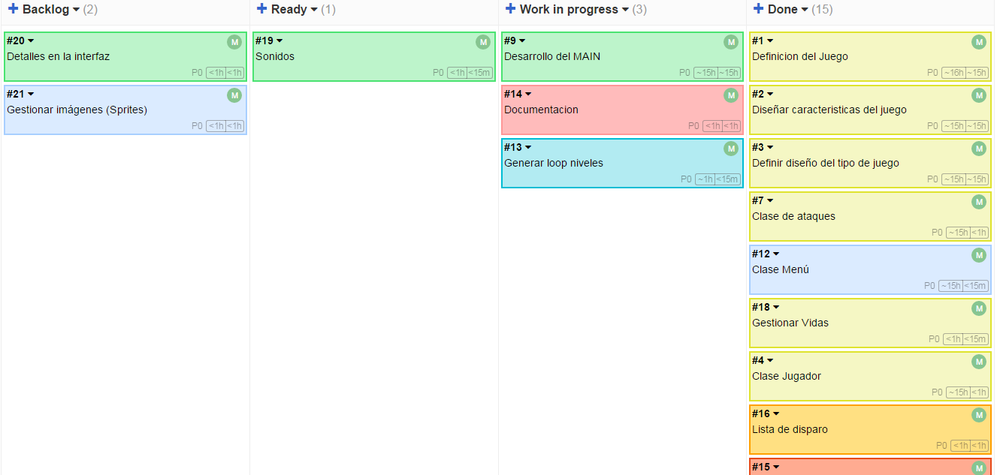 Backlog (2)
#20
M
Detalles en la interfaz
P0 <1h <1h
#21
M
Gestionar imágenes (Sprites)
P0 <1h <1h
Ready (1)
#19
M
Sonidos
P0 <1h <15m
Work in progress (3)
#9
M
Desarrollo del MAIN
P0 ~15h ~15h
#14
M
Documentacion
P0 <1h <1h
#13
M
Generar loop niveles
P0 ~1h <15m
Done (15)
#1
M
Definicion del Juego
P0 ~16h ~15h
#2
M
Diseñar caracteristicas del juego
P0 ~15h ~15h
#3
M
Definir diseño del tipo de juego
P0 ~15h ~15h
#7
M
Clase de ataques
P0 ~15h <1h
#12
M
Clase Menú
P0 ~15h <15m
#18
M
Gestionar Vidas
P0 <1h <15m
#4
M
Clase Jugador
P0 ~15h <1h
#16
M
Lista de disparo
P0 <1h <1h
#15
M